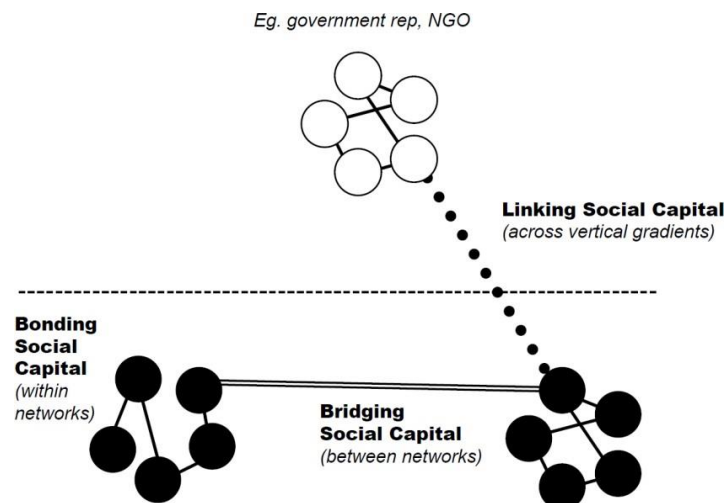 Eg. government rep, NGO
Linking Social Capital
(across vertical gradients)
Bonding
Social
Capital
(within
networks)
Bridging
Social Capital
(between networks)